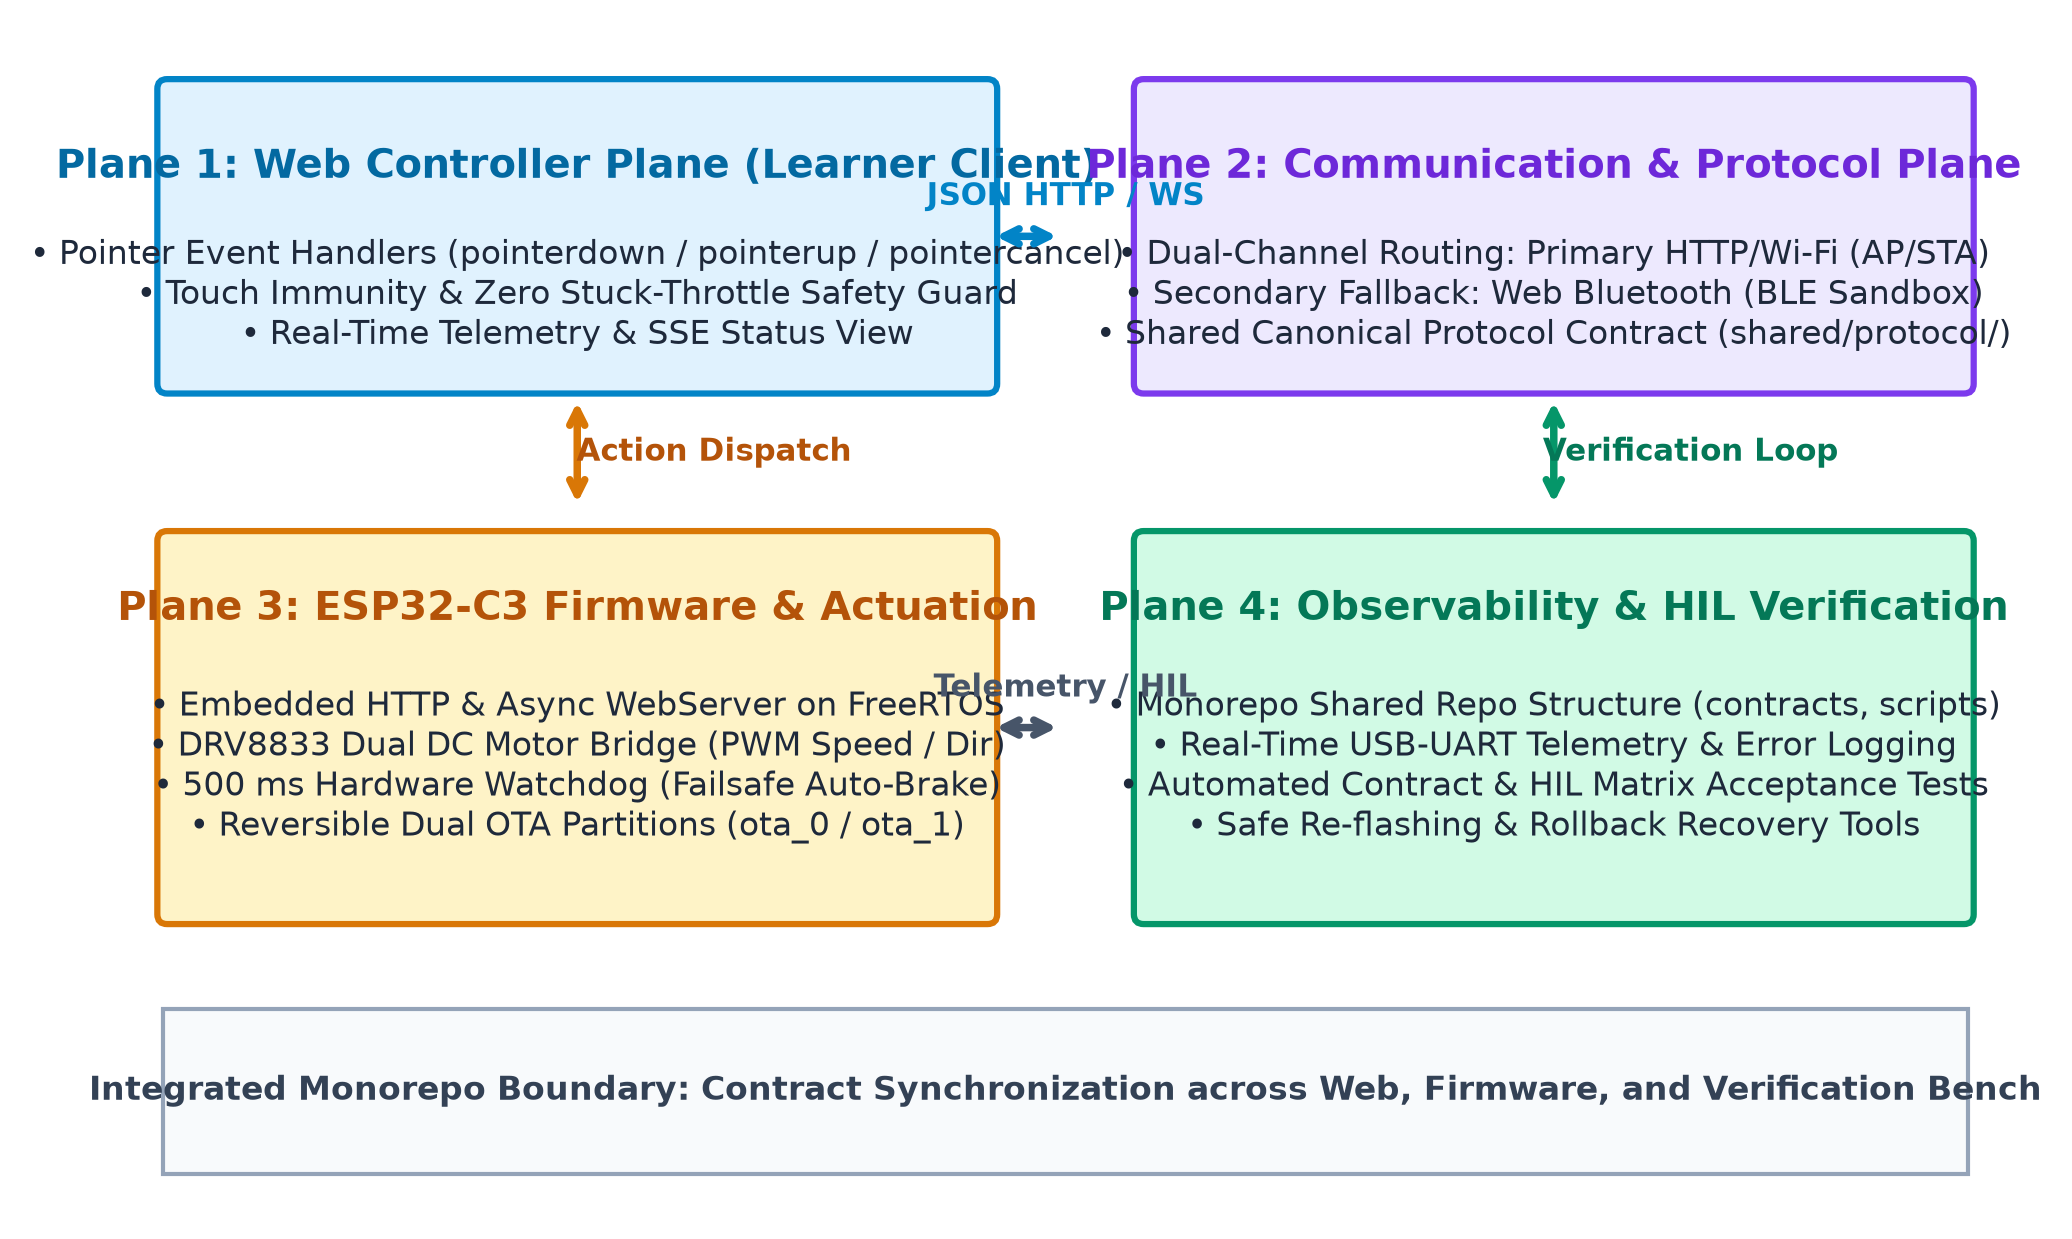 Plane 1: Web Controller Plane (Learner Client)
• Pointer Event Handlers (pointerdown / pointerup / pointercancel)
• Touch Immunity & Zero Stuck-Throttle Safety Guard
• Real-Time Telemetry & SSE Status View
JSON HTTP / WS
Plane 2: Communication & Protocol Plane
• Dual-Channel Routing: Primary HTTP/Wi-Fi (AP/STA)
• Secondary Fallback: Web Bluetooth (BLE Sandbox)
• Shared Canonical Protocol Contract (shared/protocol/)
Action Dispatch
Verification Loop
Plane 3: ESP32-C3 Firmware & Actuation
• Embedded HTTP & Async WebServer on FreeRTOS
• DRV8833 Dual DC Motor Bridge (PWM Speed / Dir)
• 500 ms Hardware Watchdog (Failsafe Auto-Brake)
• Reversible Dual OTA Partitions (ota_0 / ota_1)
Telemetry / HIL
Plane 4: Observability & HIL Verification
• Monorepo Shared Repo Structure (contracts, scripts)
• Real-Time USB-UART Telemetry & Error Logging
• Automated Contract & HIL Matrix Acceptance Tests
• Safe Re-flashing & Rollback Recovery Tools
Integrated Monorepo Boundary: Contract Synchronization across Web, Firmware, and Verification Bench